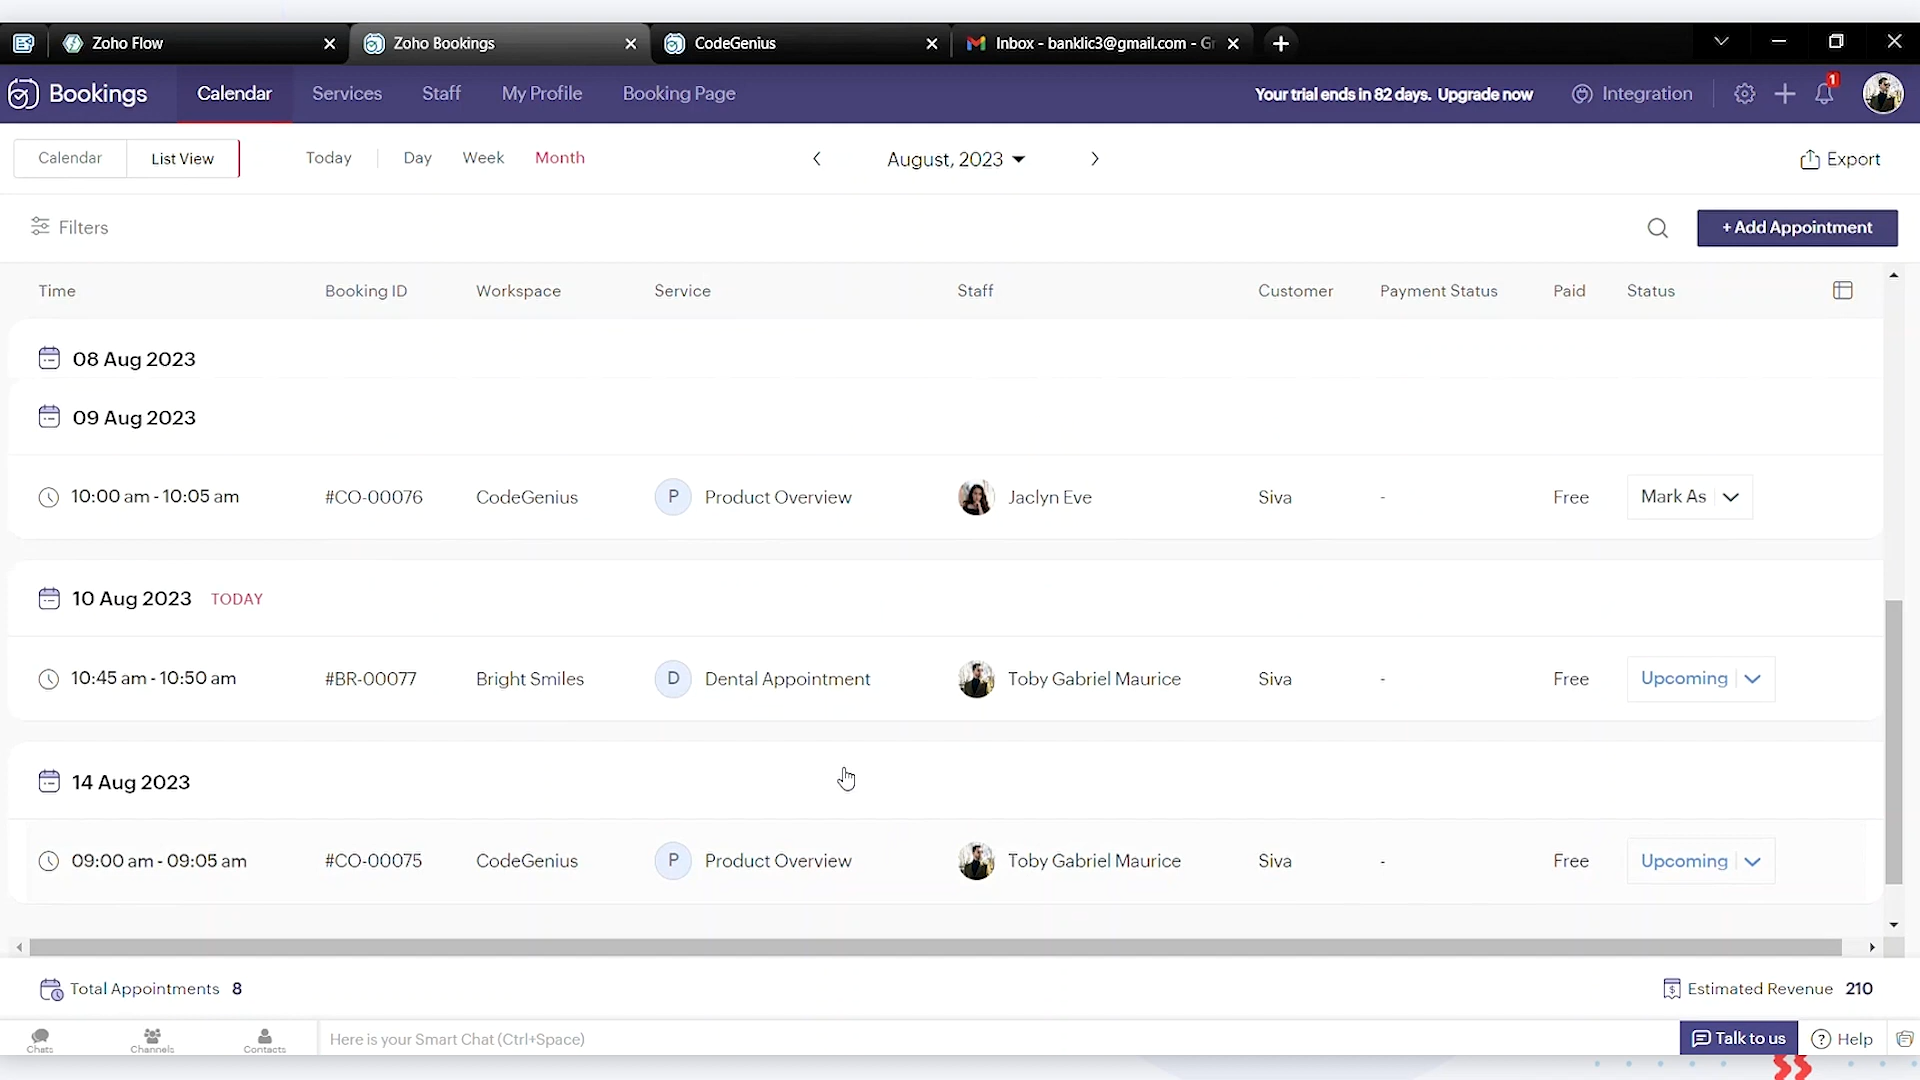 Zoho Flow
Zoho Bookings
CodeGenius
Inbox - banklic3@gmail.com - Gr
Bookings
Calendar
Services
Staff
My Profile
Booking Page
Your trial ends in 82 days. Upgrade now
Integration
1
Calendar
List View
Today
Day
Week
Month
August, 2023
Export
Filters
+ Add Appointment
Time Booking ID Workspace Service Staff Customer Payment Status Paid Status
08 Aug 2023
09 Aug 2023
10:00 am - 10:05 am #CO-00076 CodeGenius P Product Overview Jaclyn Eve Siva - Free Mark As
10 Aug 2023 TODAY
10:45 am - 10:50 am #BR-00077 Bright Smiles D Dental Appointment Toby Gabriel Maurice Siva - Free Upcoming
14 Aug 2023
09:00 am - 09:05 am #CO-00075 CodeGenius P Product Overview Toby Gabriel Maurice Siva - Free Upcoming
Total Appointments 8
Estimated Revenue 210
Chats
Channels
Contacts
Here is your Smart Chat (Ctrl+Space)
Talk to us
Help